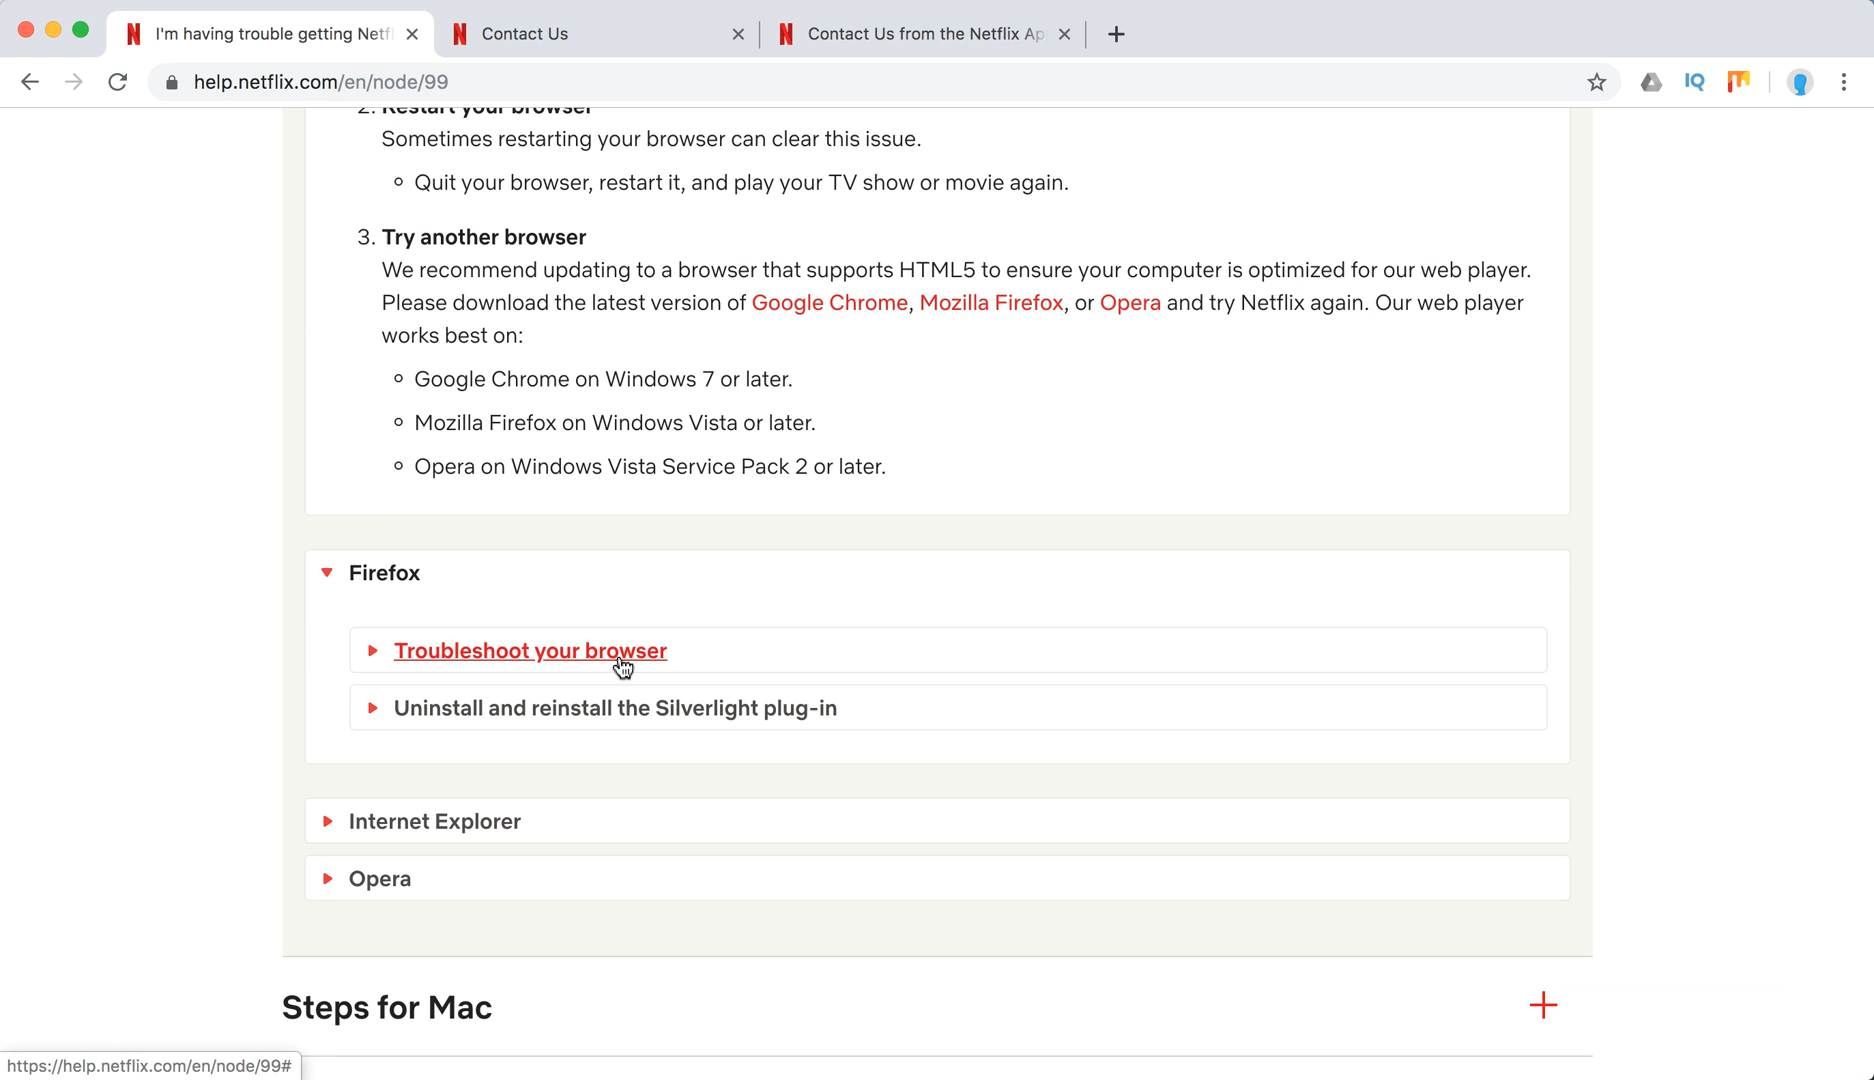 I'm having trouble getting Netfl
Contact Us
Contact Us from the Netflix Ap
help.netflix.com/en/node/99
IQ
2. Restart your browser
Sometimes restarting your browser can clear this issue.
Quit your browser, restart it, and play your TV show or movie again.
3. Try another browser
We recommend updating to a browser that supports HTML5 to ensure your computer is optimized for our web player.
Please download the latest version of Google Chrome, Mozilla Firefox, or Opera and try Netflix again. Our web player
works best on:
Google Chrome on Windows 7 or later.
Mozilla Firefox on Windows Vista or later.
Opera on Windows Vista Service Pack 2 or later.
Firefox
Troubleshoot your browser
Uninstall and reinstall the Silverlight plug-in
Internet Explorer
Opera
Steps for Mac
https://help.netflix.com/en/node/99#